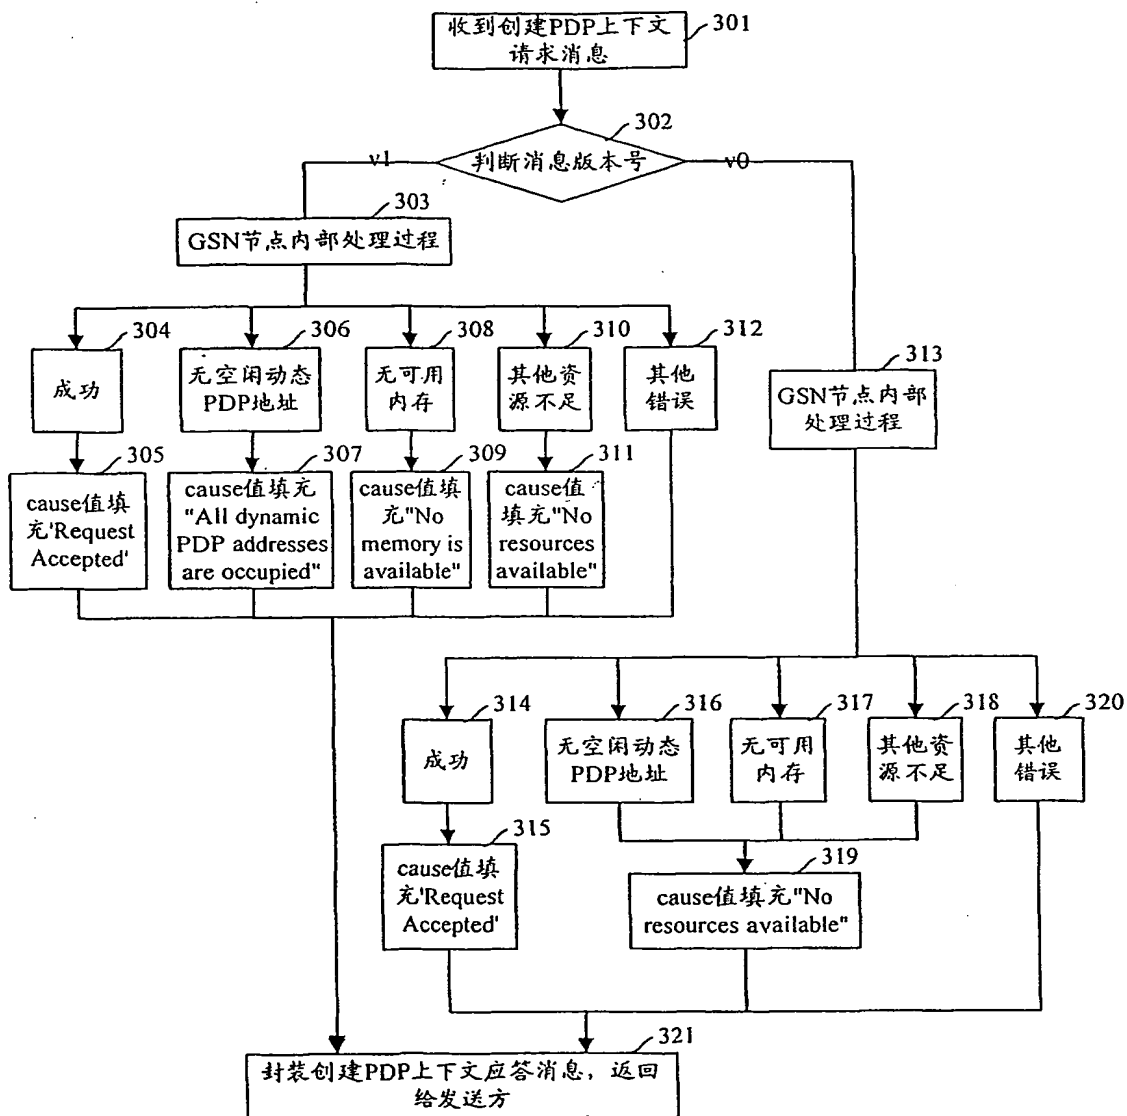 收到创建PDP上下文
请求消息
301
302
判断消息版本号
v1
v0
303
GSN节点内部处理过程
304
成功
306
无空闲动态
PDP地址
308
无可用
内存
310
其他资
源不足
312
其他
错误
313
GSN节点内部
处理过程
305
cause值填
充'Request
Accepted'
307
cause值填充
"All dynamic
PDP addresses
are occupied"
309
cause值填
充"No
memory is
available"
311
cause值
填充"No
resources
available"
314
成功
316
无空闲动态
PDP地址
317
无可用
内存
318
其他资
源不足
320
其他
错误
315
cause值填
充'Request
Accepted'
319
cause值填充"No
resources available"
321
封装创建PDP上下文应答消息，返回
给发送方